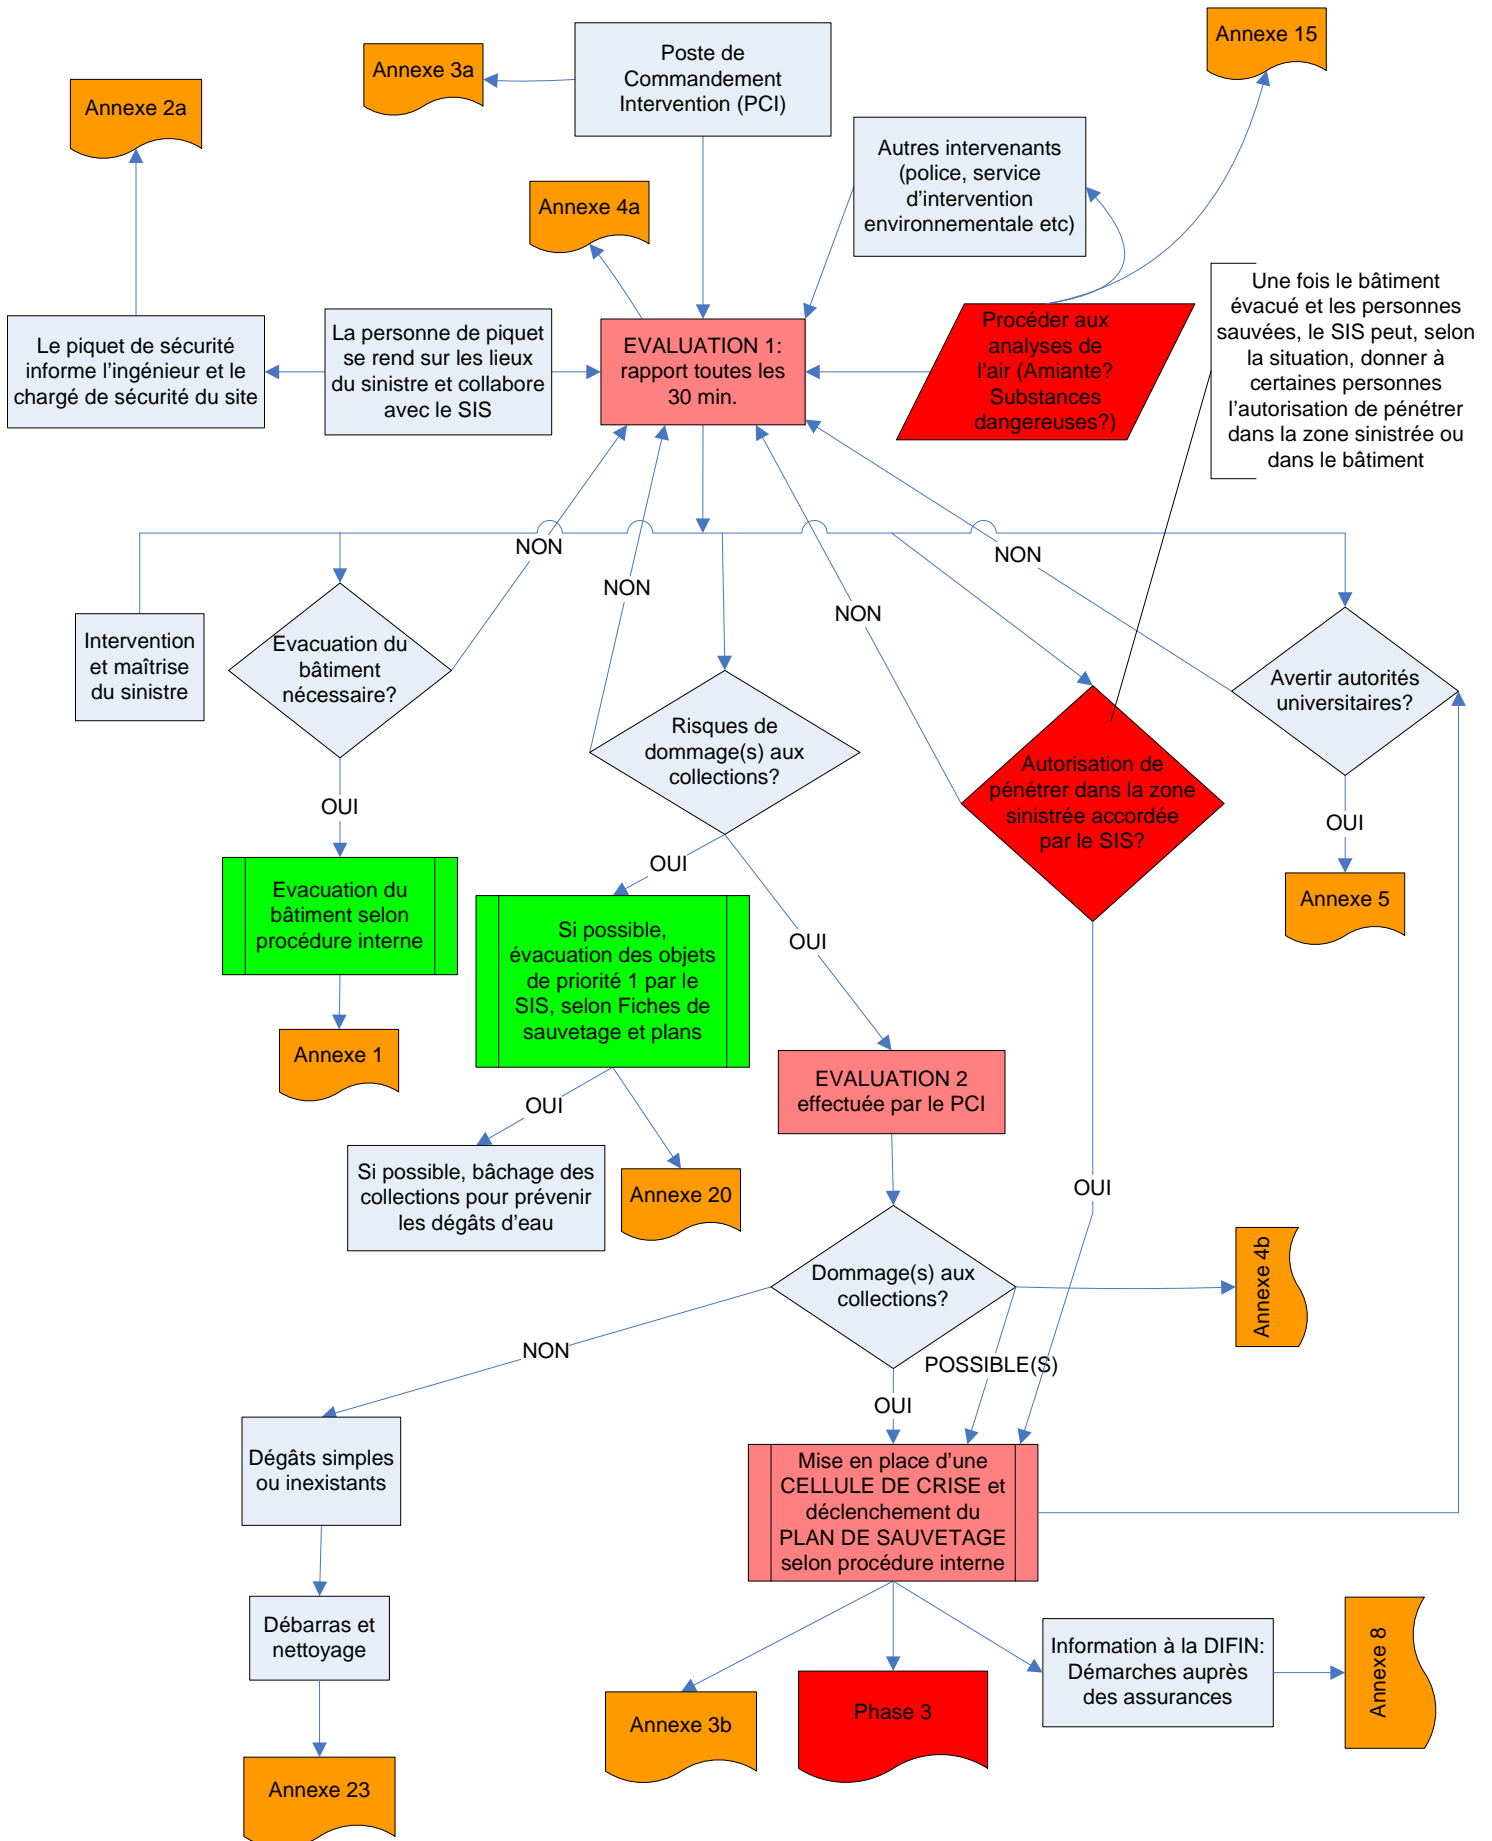 Annexe 15
Annexe 3a
Poste de
Commandement
Intervention (PCI)
Annexe 2a
Autres intervenants
(police, service
d'intervention
environnementale etc)
Annexe 4a
Une fois le bâtiment
évacué et les personnes
sauvées, le SIS peut, selon
la situation, donner à
certaines personnes
l'autorisation de pénétrer
dans la zone sinistrée ou
dans le bâtiment
Le piquet de sécurité
informe l'ingénieur et le
chargé de sécurité du site
La personne de piquet
se rend sur les lieux
du sinistre et collabore
avec le SIS
EVALUATION 1:
rapport toutes les
30 min.
Procéder aux
analyses de
l'air (Amiante?
Substances
dangereuses?)
NON
NON
NON
NON
Intervention
et maîtrise
du sinistre
Evacuation du
bâtiment
nécessaire?
Risques de
dommage(s) aux
collections?
Autorisation de
pénétrer dans la zone
sinistrée accordée
par le SIS?
Avertir autorités
universitaires?
OUI
OUI
OUI
OUI
Evacuation du
bâtiment selon
procédure interne
Si possible,
évacuation des objets
de priorité 1 par le
SIS, selon Fiches de
sauvetage et plans
Annexe 5
Annexe 1
EVALUATION 2
effectuée par le PCI
OUI
Si possible, bâchage des
collections pour prévenir
les dégâts d'eau
Annexe 20
OUI
Dommage(s) aux
collections?
Annexe 4b
NON
POSSIBLE(S)
OUI
Dégâts simples
ou inexistants
Mise en place d'une
CELLULE DE CRISE et
déclenchement du
PLAN DE SAUVETAGE
selon procédure interne
Débarras et
nettoyage
Information à la DIFIN:
Démarches auprès
des assurances
Annexe 8
Annexe 3b
Phase 3
Annexe 23